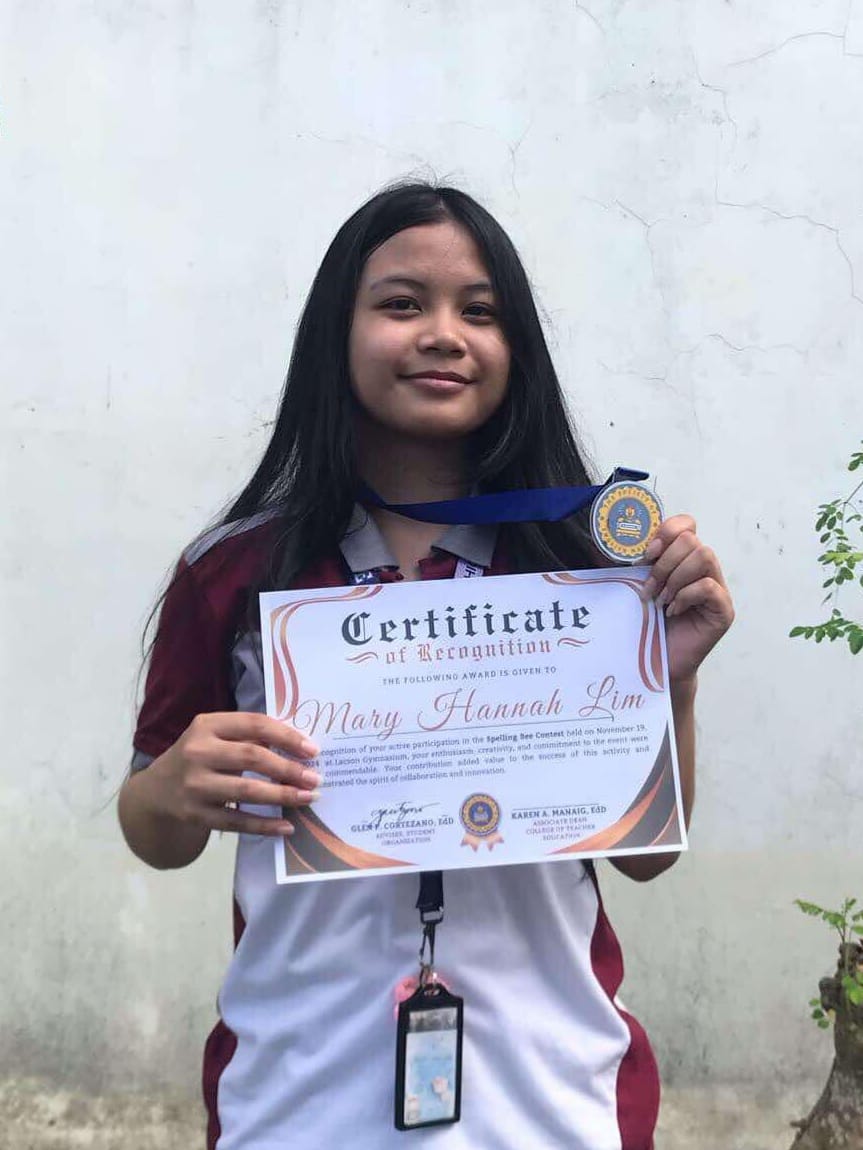 Certificate
of Recognition
THE FOLLOWING AWARD IS GIVEN TO
Mary Hannah Lim
cognition of your active participation in the Spelling Bee Contest held on November 19,
2024 at Lacson Gymnasium, your enthusiasm, creativity, and commitment to the event were
commendable. Your contribution added value to the success of this activity and
strated the spirit of collaboration and innovation.
GLEN P. CORTEZANO, EdD
ADVISER, STUDENT
ORGANIZATION
KAREN A. MANAIG, EdD
ASSOCIATE DEAN
COLLEGE OF TEACHER
EDUCATION